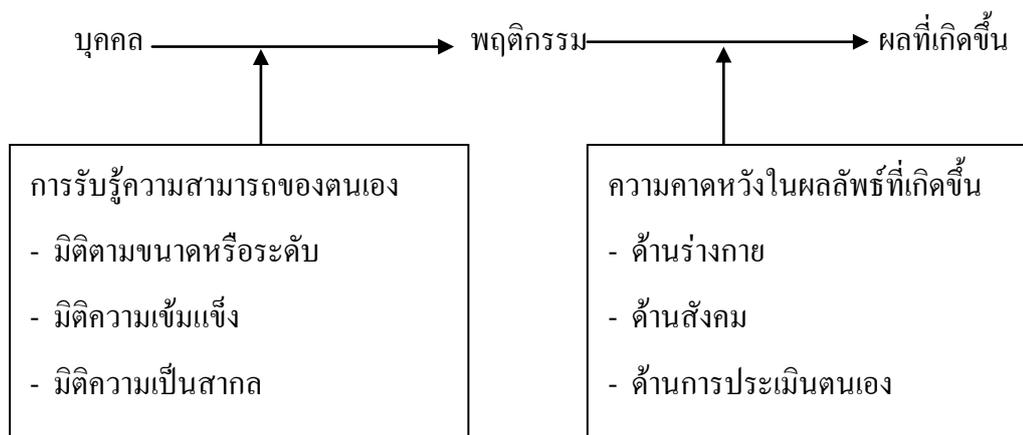 บุคคล พฤติกรรม ผลที่เกิดขึ้น
การรับรู้ความสามารถของตนเอง
- มิติตามขนาดหรือระดับ
- มิติความเข้มแข็ง
- มิติความเป็นสากล
ความคาดหวังในผลลัพธ์ที่เกิดขึ้น
- ด้านร่างกาย
- ด้านสังคม
- ด้านการประเมินตนเอง